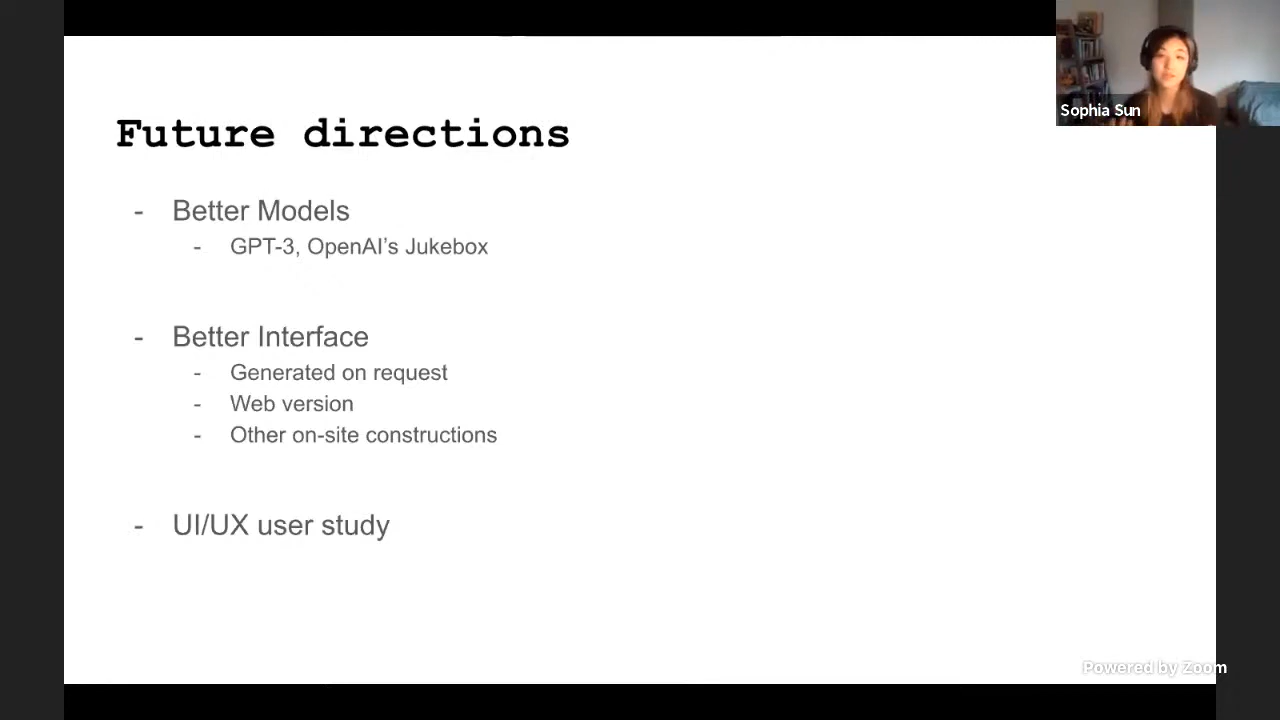 Future directions
- Better Models
- GPT-3, OpenAI’s Jukebox
- Better Interface
- Generated on request
- Web version
- Other on-site constructions
- UI/UX user study
Sophia Sun
Powered by Zoom